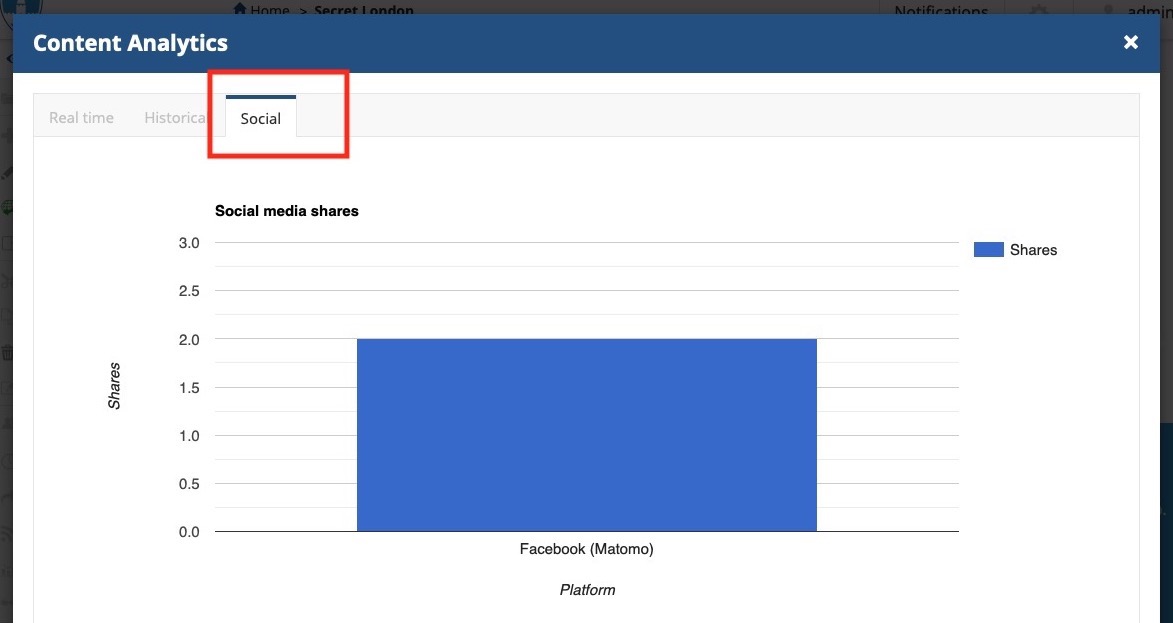 Home > Secret London
Notifications
admin
Content Analytics
Real time Historica Social
Social media shares
3.0
Shares
2.5
2.0
1.5
Shares
1.0
0.5
0.0
Facebook (Matomo)
Platform